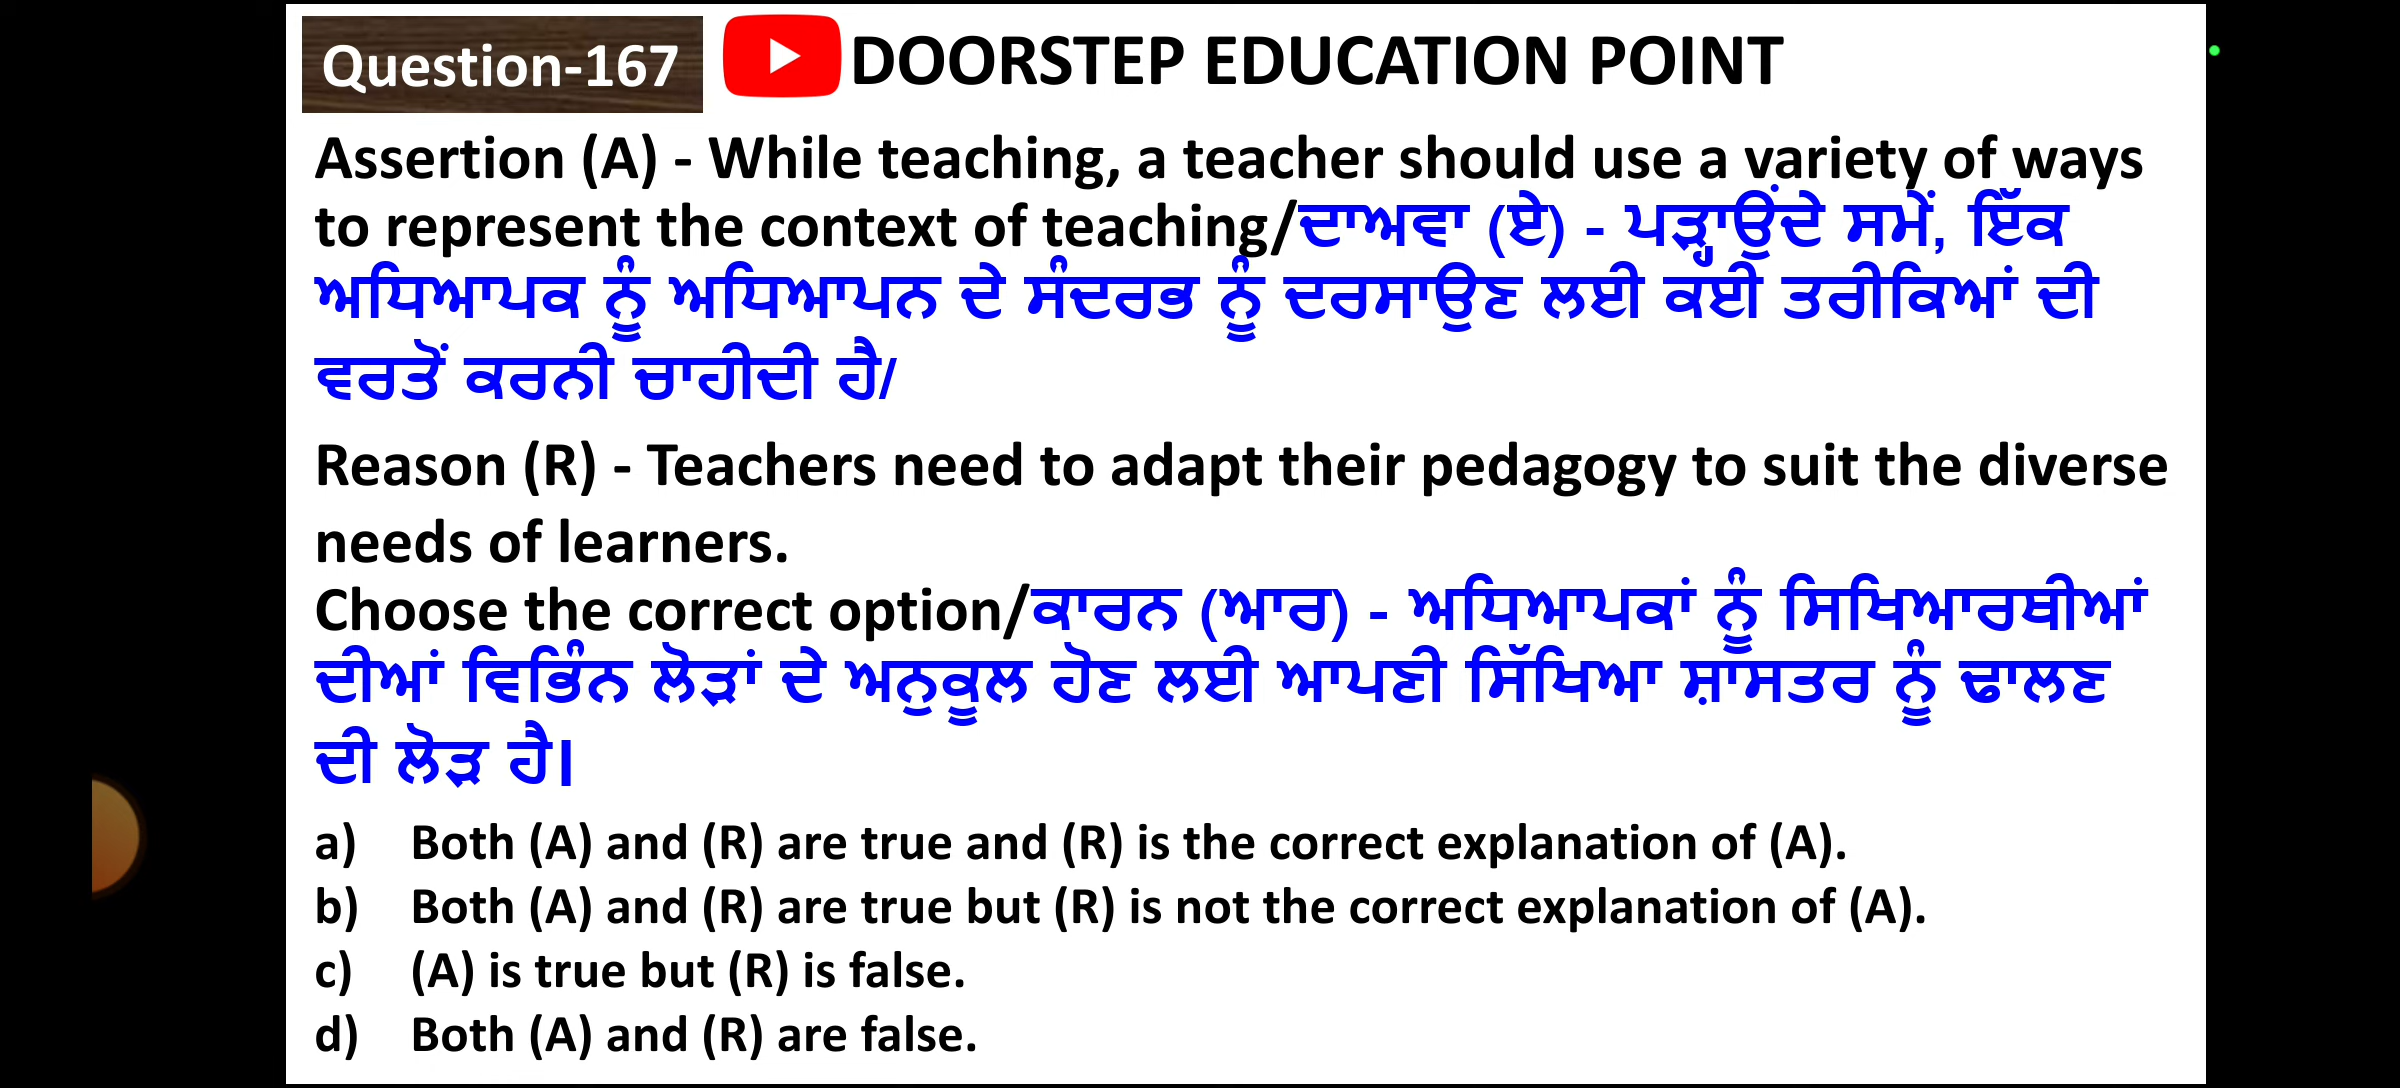 Question-167 DOORSTEP EDUCATION POINT
Assertion (A) - While teaching, a teacher should use a variety of ways
to represent the context of teaching/ਦਾਅਵਾ (ਏ) - ਪੜ੍ਹਾਉਂਦੇ ਸਮੇਂ, ਇੱਕ
ਅਧਿਆਪਕ ਨੂੰ ਅਧਿਆਪਨ ਦੇ ਸੰਦਰਭ ਨੂੰ ਦਰਸਾਉਣ ਲਈ ਕਈ ਤਰੀਕਿਆਂ ਦੀ
ਵਰਤੋਂ ਕਰਨੀ ਚਾਹੀਦੀ ਹੈ/
Reason (R) - Teachers need to adapt their pedagogy to suit the diverse
needs of learners.
Choose the correct option/ਕਾਰਨ (ਆਰ) - ਅਧਿਆਪਕਾਂ ਨੂੰ ਸਿਖਿਆਰਥੀਆਂ
ਦੀਆਂ ਵਿਭਿੰਨ ਲੋੜਾਂ ਦੇ ਅਨੁਕੂਲ ਹੋਣ ਲਈ ਆਪਣੀ ਸਿੱਖਿਆ ਸ਼ਾਸਤਰ ਨੂੰ ਢਾਲਣ
ਦੀ ਲੋੜ ਹੈ।
a) Both (A) and (R) are true and (R) is the correct explanation of (A).
b) Both (A) and (R) are true but (R) is not the correct explanation of (A).
c) (A) is true but (R) is false.
d) Both (A) and (R) are false.